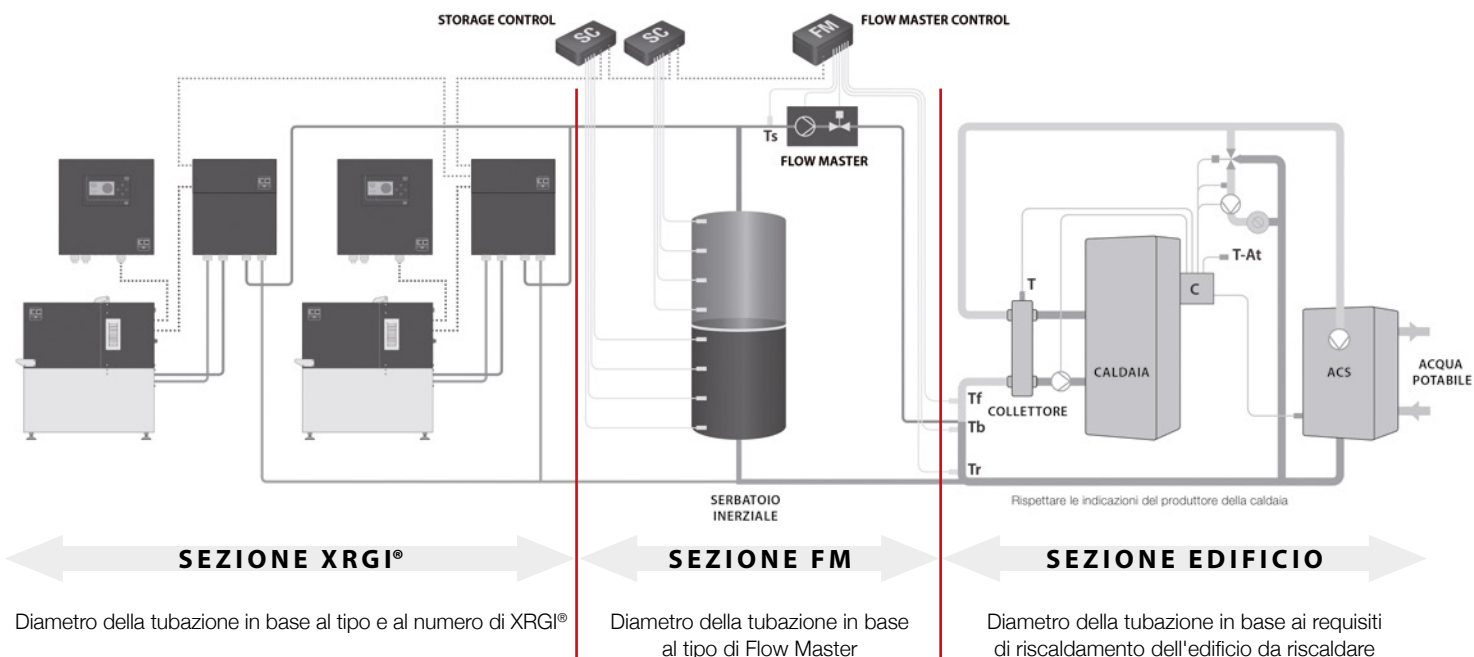 STORAGE CONTROL
SC
SC
FM
FLOW MASTER CONTROL
Ts
FLOW MASTER
T
T-At
C
CALDAIA
ACS
ACQUA
POTABILE
COLLETTORE
Tf
Tb
Tr
SERBATOIO
INERZIALE
Rispettare le indicazioni del produttore della caldaia
SEZIONE XRGI®
SEZIONE FM
SEZIONE EDIFICIO
Diametro della tubazione in base al tipo e al numero di XRGI®
Diametro della tubazione in base
al tipo di Flow Master
Diametro della tubazione in base ai requisiti
di riscaldamento dell'edificio da riscaldare